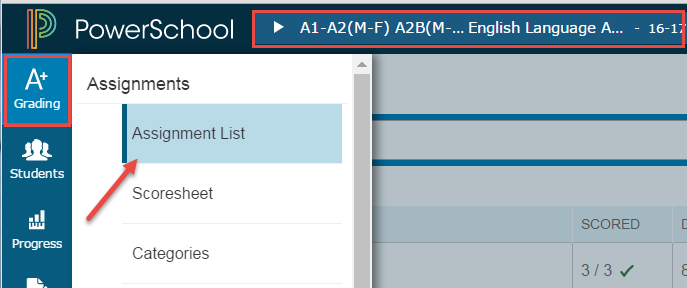 PowerSchool
A1-A2(M-F) A2B(M-... English Language A... - 16-17
Grading
Students
Progress
Assignments
Assignment List
Scoresheet
Categories
SCORED
3 / 3